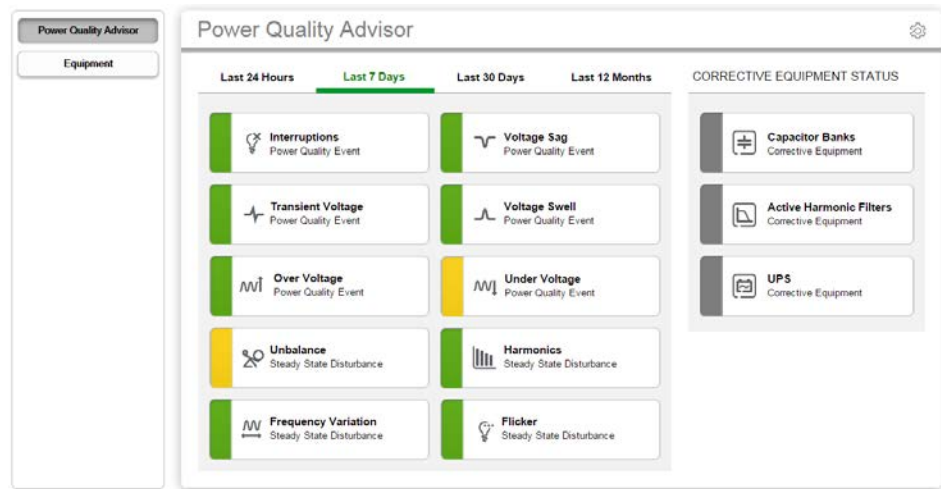 Power Quality Advisor
Equipment
Power Quality Advisor
Last 24 Hours
Last 7 Days
Last 30 Days
Last 12 Months
CORRECTIVE EQUIPMENT STATUS
Interruptions
Power Quality Event
Voltage Sag
Power Quality Event
Capacitor Banks
Corrective Equipment
Transient Voltage
Power Quality Event
Voltage Swell
Power Quality Event
Active Harmonic Filters
Corrective Equipment
Over Voltage
Power Quality Event
Under Voltage
Power Quality Event
UPS
Corrective Equipment
Unbalance
Steady State Disturbance
Harmonics
Steady State Disturbance
Frequency Variation
Steady State Disturbance
Flicker
Steady State Disturbance